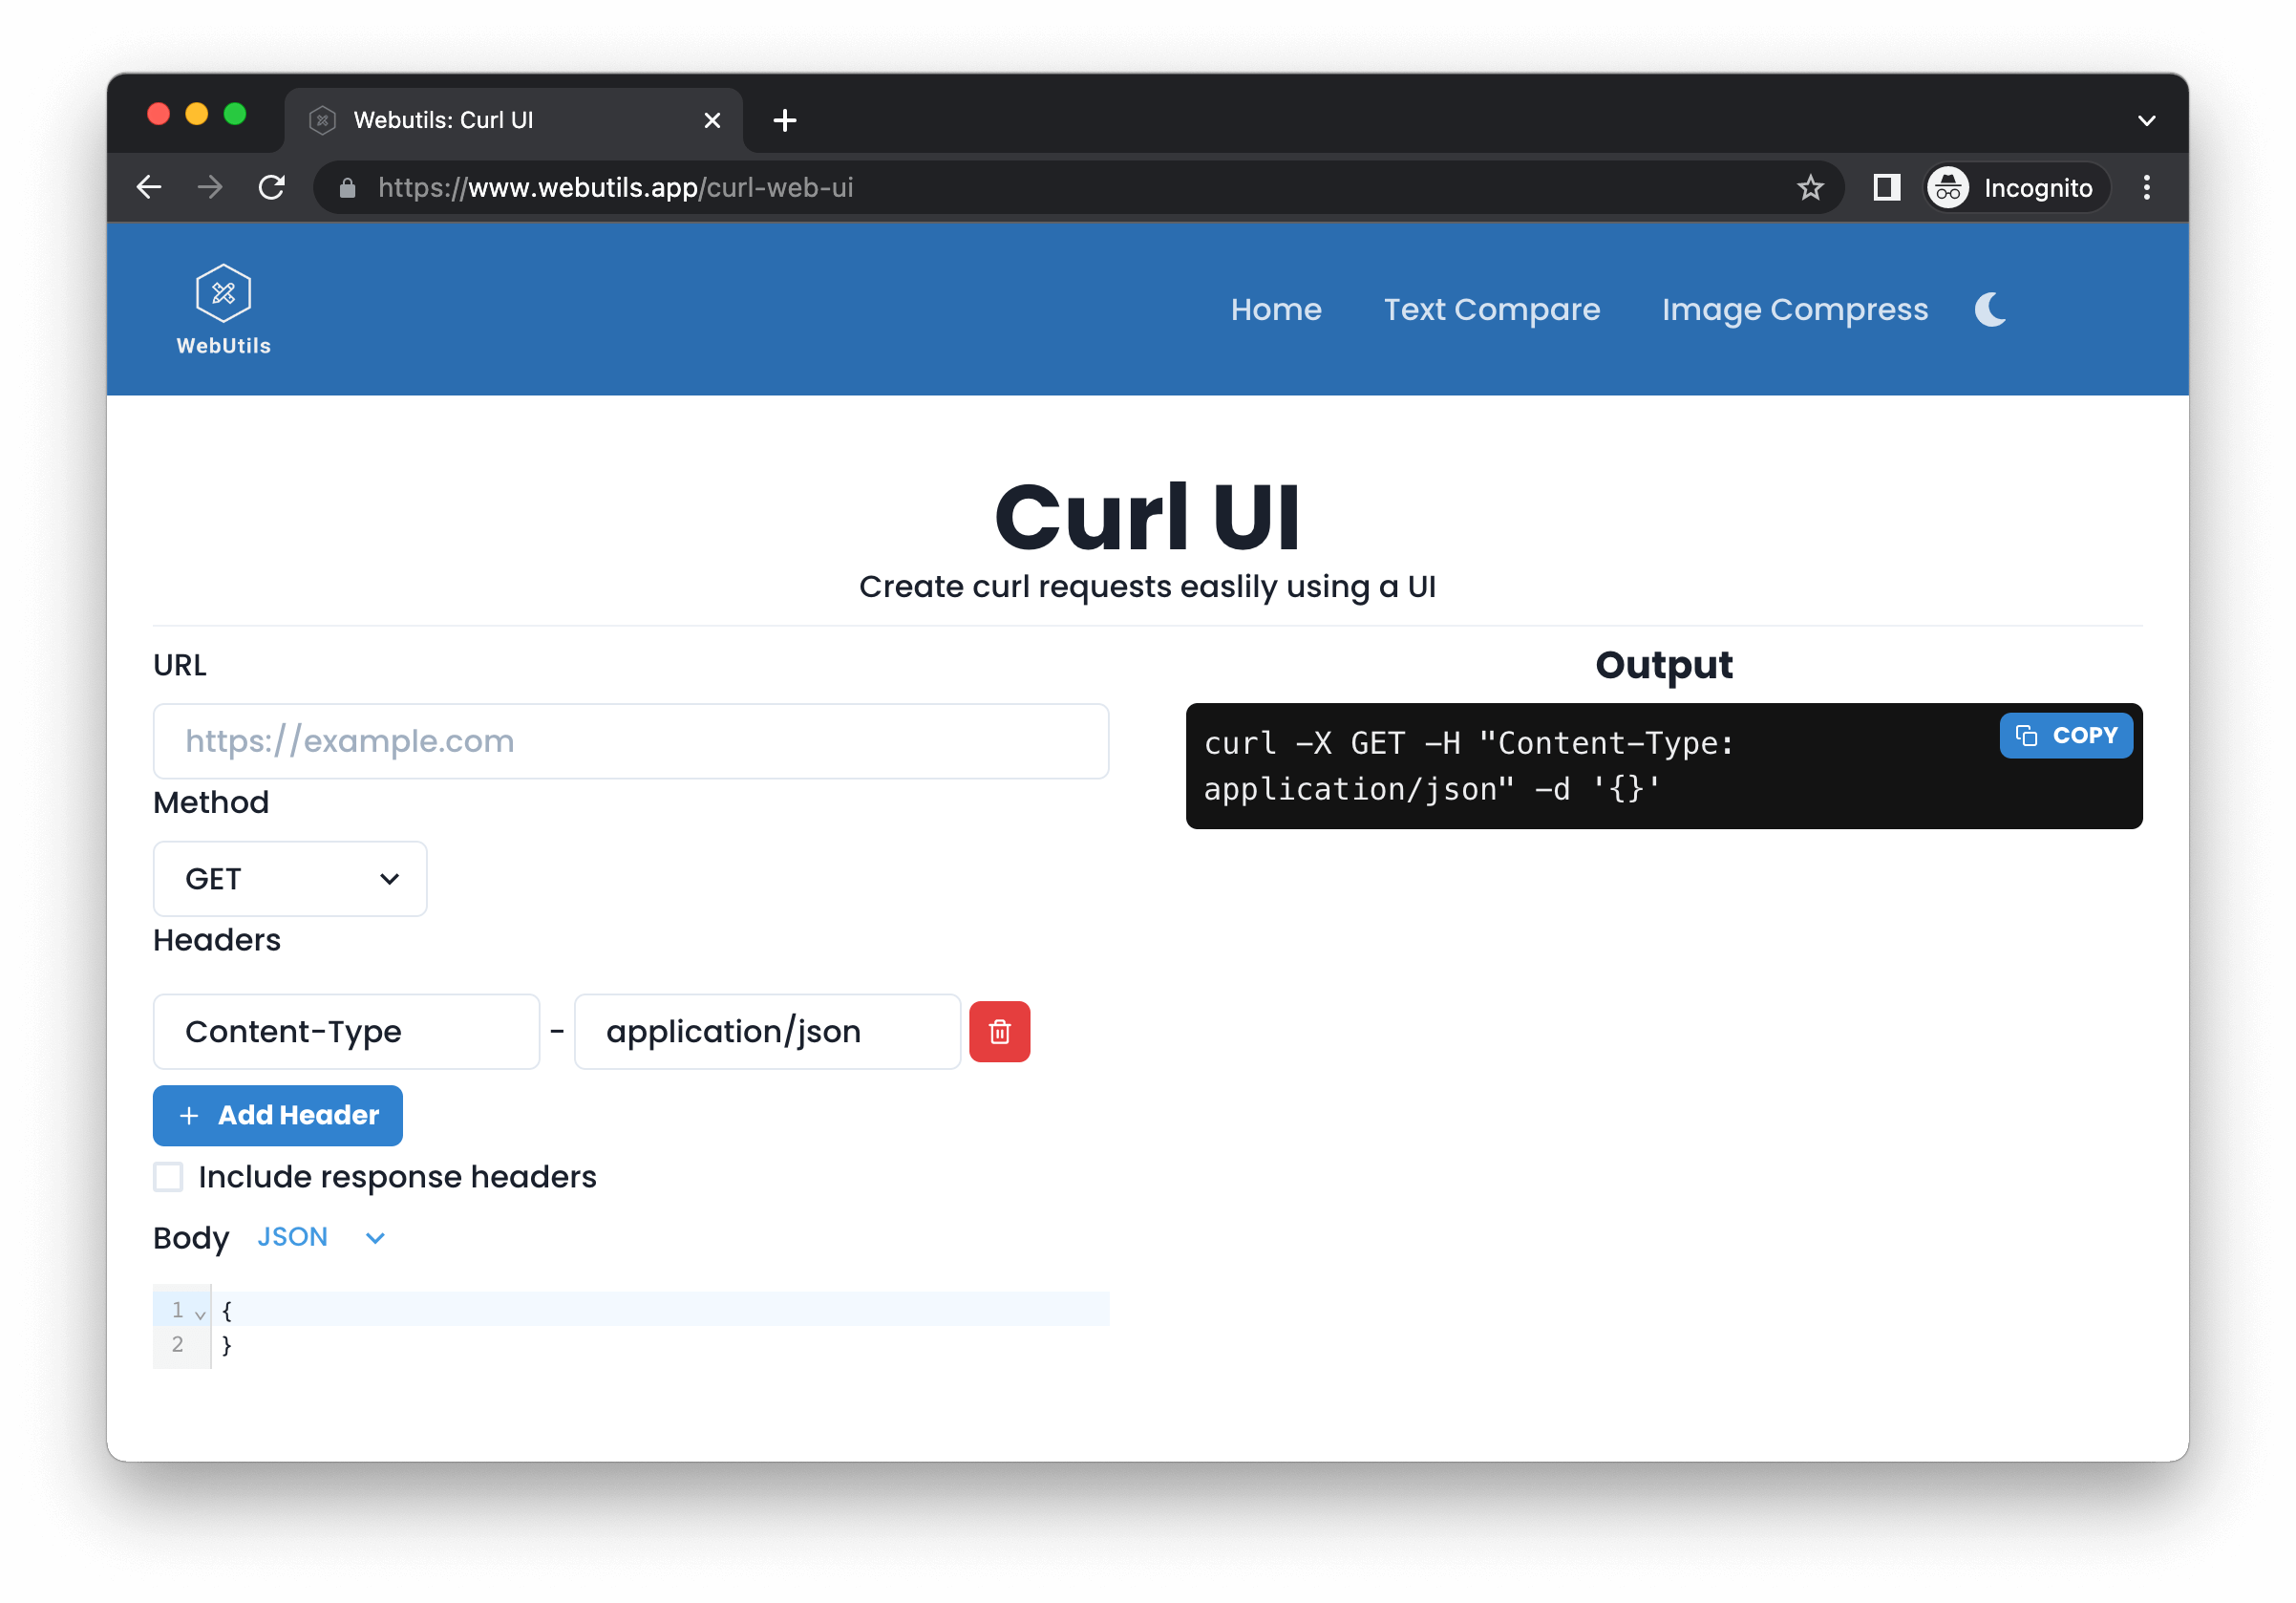 Webutils: Curl UI
https://www.webutils.app/curl-web-ui
Incognito
WebUtils
Home
Text Compare
Image Compress
Curl UI
Create curl requests easlily using a UI
URL
https://example.com
Method
GET
Headers
Content-Type - application/json
Add Header
Include response headers
Body JSON
1 {
2 }
Output
curl -X GET -H "Content-Type:
application/json" -d '{}'
COPY